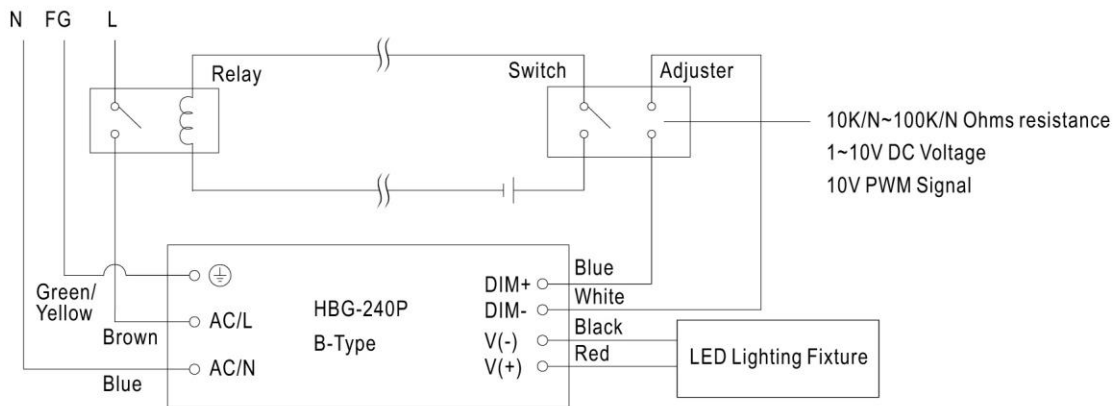 N FG L
Relay
Switch
Adjuster
10K/N~100K/N Ohms resistance
1~10V DC Voltage
10V PWM Signal
Green/
Yellow
Brown
Blue
AC/L
AC/N
HBG-240P
B-Type
DIM+
DIM-
V(-)
V(+)
Blue
White
Black
Red
LED Lighting Fixture